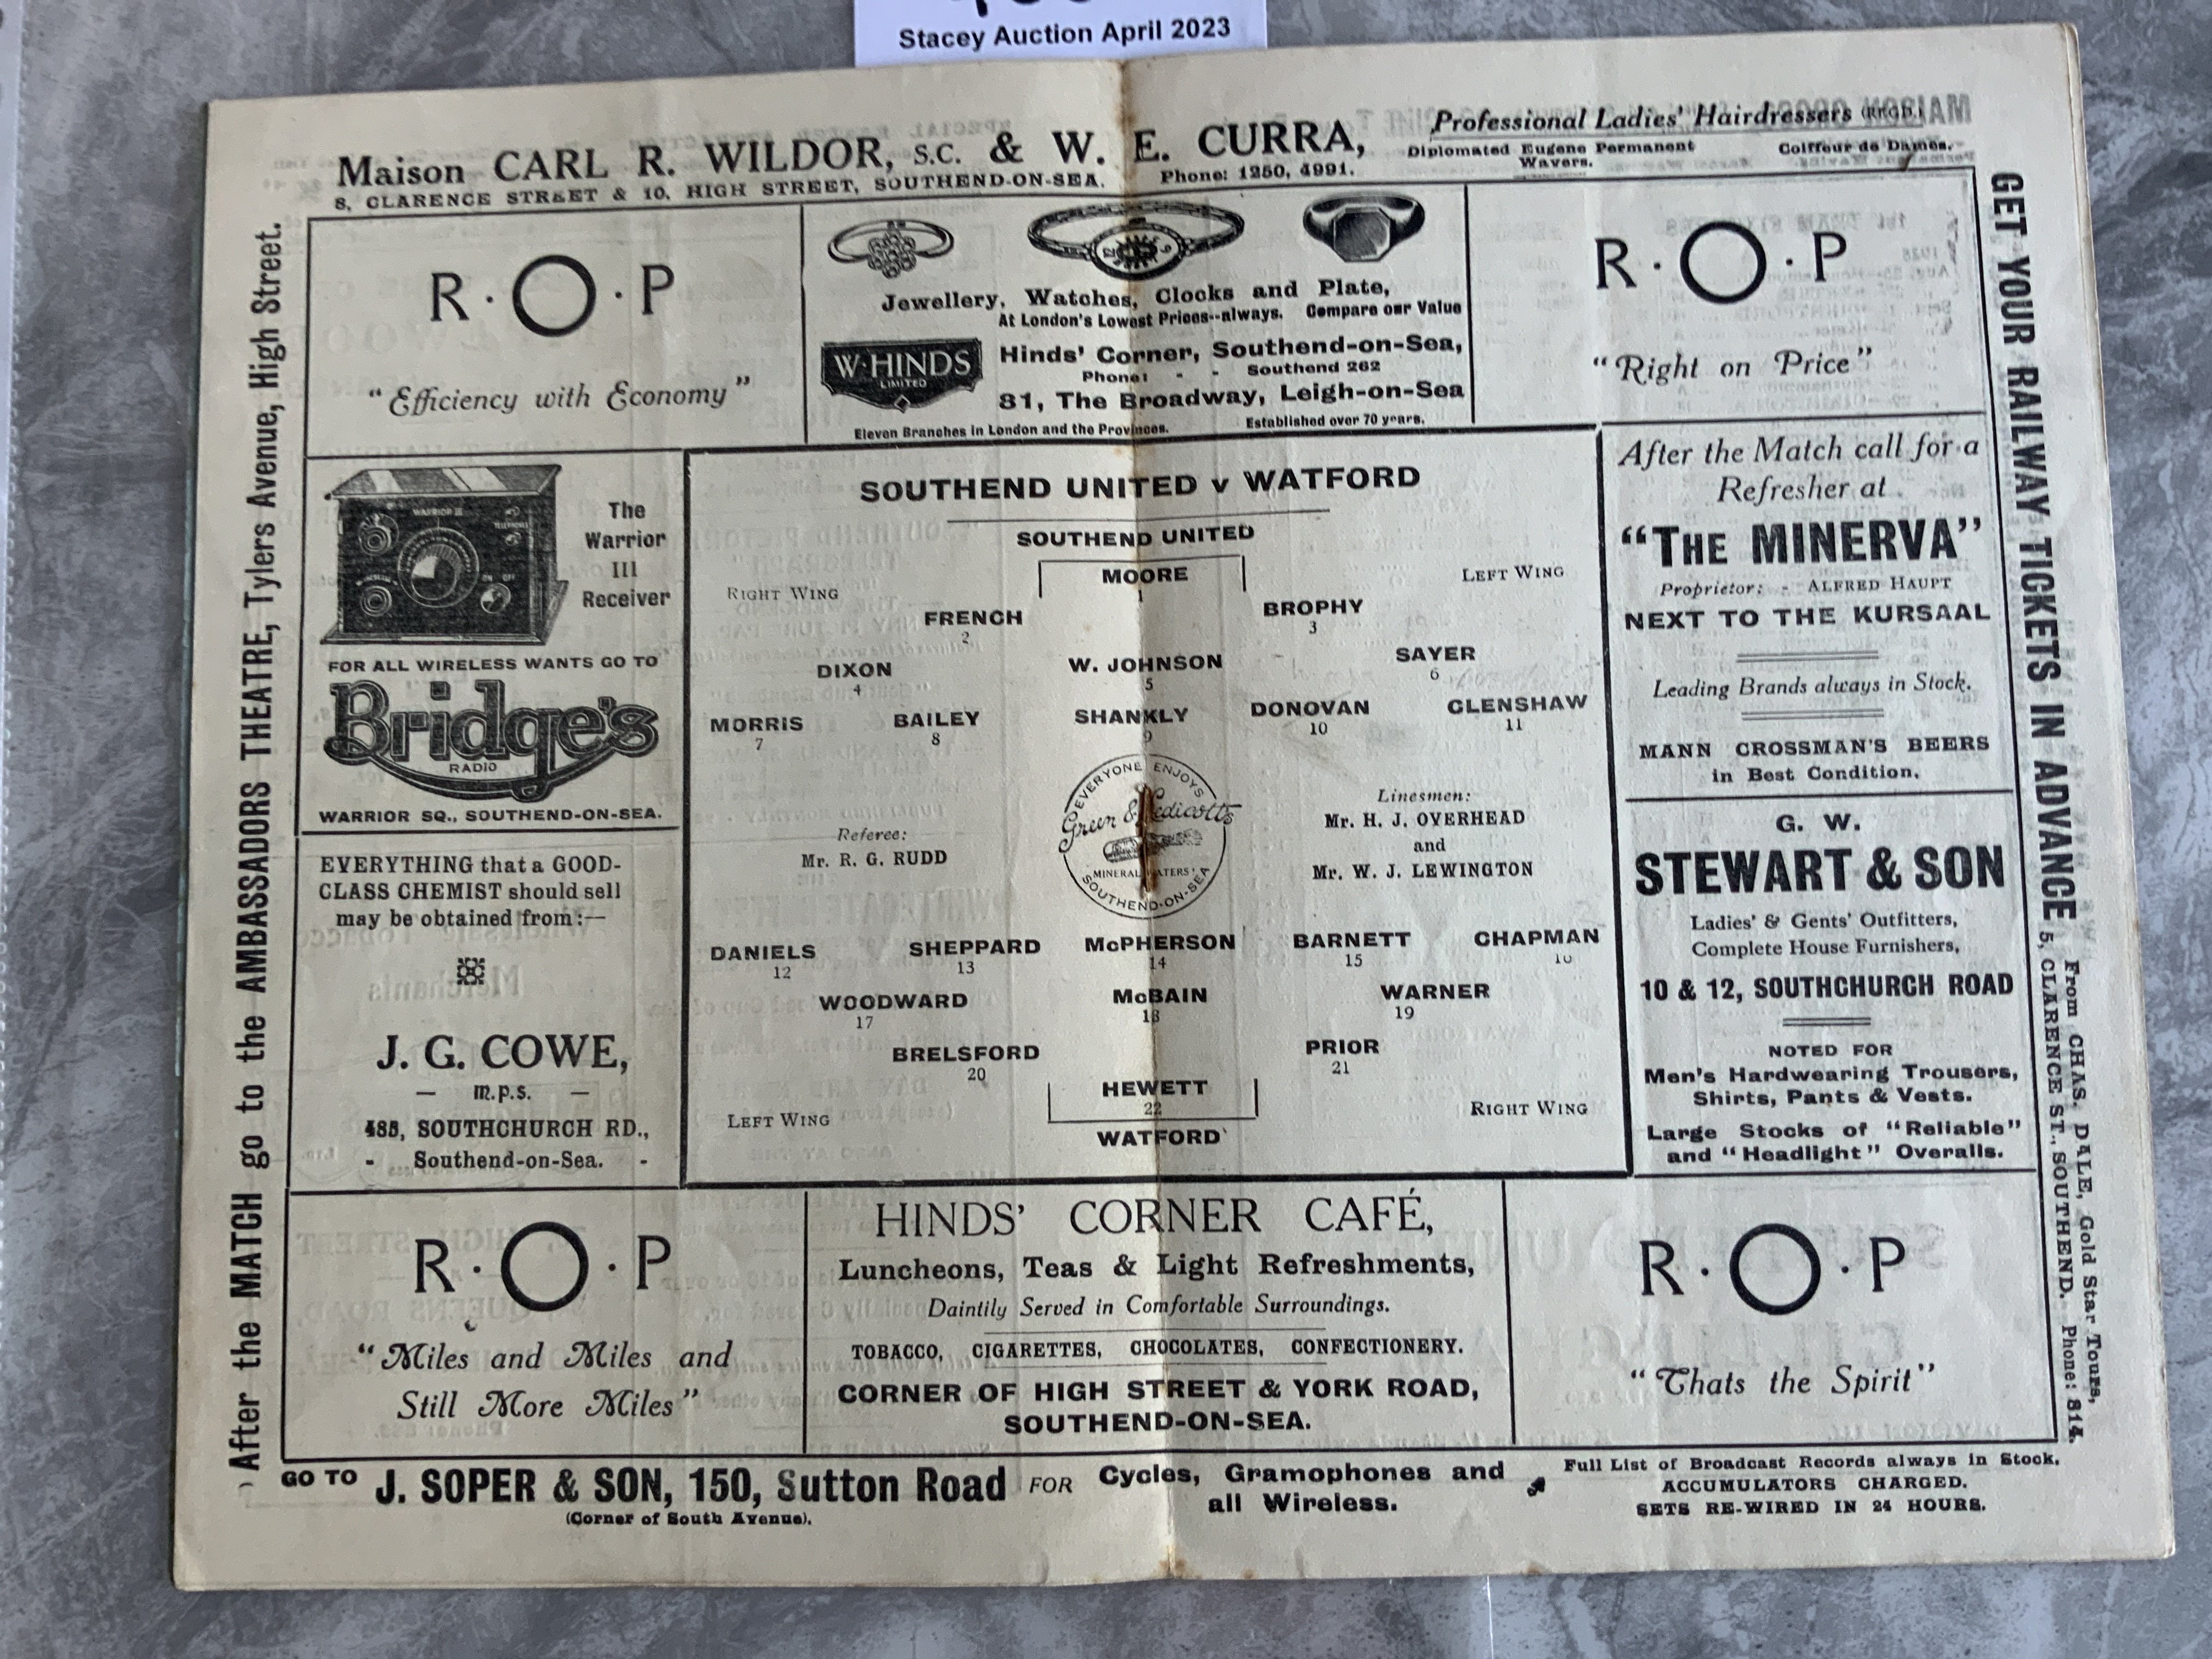 Stacey Auction April 2023
Maison CARL R. WILDOR, S.C. & W. E. CURRA,
8, CLARENCE STREET & 10, HIGH STREET, SOUTHEND-ON-SEA. Phone: 1250, 4991.
Professional Ladies' Hairdressers (REGD.)
Diplomated Eugene Permanent Wavers. Coiffeur de Dames.
After the MATCH go to the AMBASSADORS THEATRE, Tylers Avenue, High Street.
R.O.P
"Efficiency with Economy"
Jewellery, Watches, Clocks and Plate,
At London's Lowest Prices--always. Compare our Value
W·HINDS
LIMITED
Hinds' Corner, Southend-on-Sea,
Phone: - - Southend 262
81, The Broadway, Leigh-on-Sea
Eleven Branches in London and the Provinces. Established over 70 years.
R.O.P
"Right on Price"
GET YOUR RAILWAY TICKETS IN ADVANCE
From CHAS. DALE, Gold Star Tours,
5, CLARENCE ST., SOUTHEND. Phone: 814.
WARRIOR III
TELEPHONES
ON OFF
The
Warrior
III
Receiver
FOR ALL WIRELESS WANTS GO TO
Bridge's
RADIO
WARRIOR SQ., SOUTHEND-ON-SEA.
EVERYTHING that a GOOD-
CLASS CHEMIST should sell
may be obtained from:—
J. G. COWE,
— m.p.s. —
485, SOUTHCHURCH RD.,
- Southend-on-Sea. -
SOUTHEND UNITED v WATFORD
SOUTHEND UNITED
MOORE
1
RIGHT WING LEFT WING
FRENCH BROPHY
2 3
DIXON W. JOHNSON SAYER
4 5 6
MORRIS BAILEY SHANKLY DONOVAN CLENSHAW
7 8 9 10 11
EVERYONE ENJOYS
Green & Nedicott's
MINERAL WATERS
SOUTHEND-ON-SEA
Referee:
Mr. R. G. RUDD
Linesmen:
Mr. H. J. OVERHEAD
and
Mr. W. J. LEWINGTON
DANIELS SHEPPARD McPHERSON BARNETT CHAPMAN
12 13 14 15 16
WOODWARD McBAIN WARNER
17 18 19
BRELSFORD PRIOR
20 21
HEWETT
22
LEFT WING RIGHT WING
WATFORD
After the Match call for a
Refresher at
"THE MINERVA"
Proprietor: - ALFRED HAUPT
NEXT TO THE KURSAAL
Leading Brands always in Stock.
MANN CROSSMAN'S BEERS
in Best Condition.
G. W.
STEWART & SON
Ladies' & Gents' Outfitters,
Complete House Furnishers,
10 & 12, SOUTHCHURCH ROAD
NOTED FOR
Men's Hardwearing Trousers,
Shirts, Pants & Vests.
Large Stocks of "Reliable"
and "Headlight" Overalls.
R.O.P
"Miles and Miles and
Still More Miles"
HINDS' CORNER CAFÉ,
Luncheons, Teas & Light Refreshments,
Daintily Served in Comfortable Surroundings.
TOBACCO, CIGARETTES, CHOCOLATES, CONFECTIONERY.
CORNER OF HIGH STREET & YORK ROAD,
SOUTHEND-ON-SEA.
R.O.P
"Thats the Spirit"
GO TO J. SOPER & SON, 150, Sutton Road FOR
(Corner of South Avenue).
Cycles, Gramophones and
all Wireless.
Full List of Broadcast Records always in Stock.
ACCUMULATORS CHARGED.
SETS RE-WIRED IN 24 HOURS.